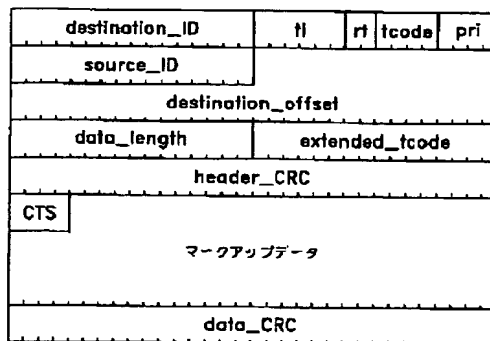 destination_ID tl rt tcode pri
source_ID
destination_offset
data_length extended_tcode
header_CRC
CTS
マークアップデータ
data_CRC